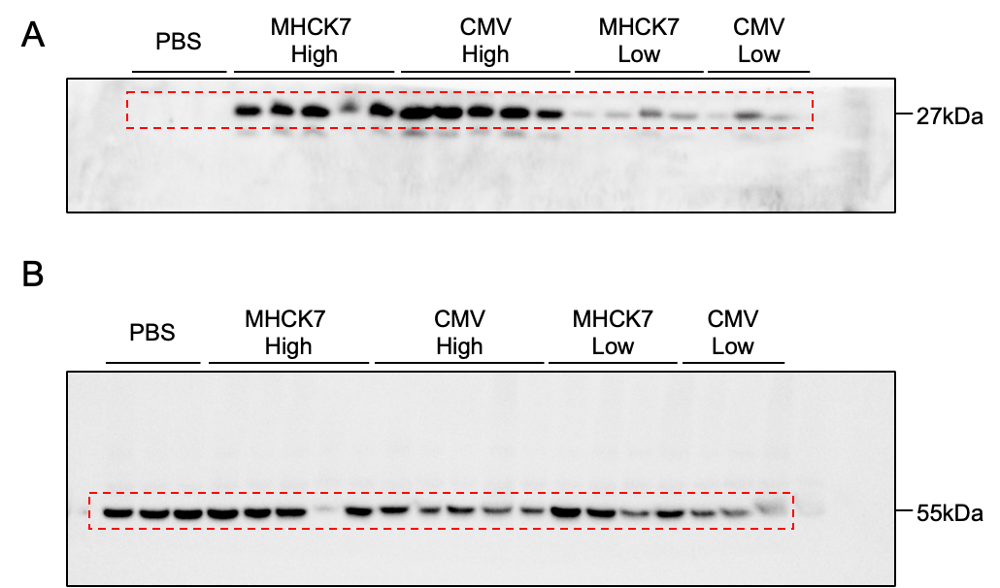 A
PBS
MHCK7
High
CMV
High
MHCK7
Low
CMV
Low
27kDa
B
PBS
MHCK7
High
CMV
High
MHCK7
Low
CMV
Low
55kDa